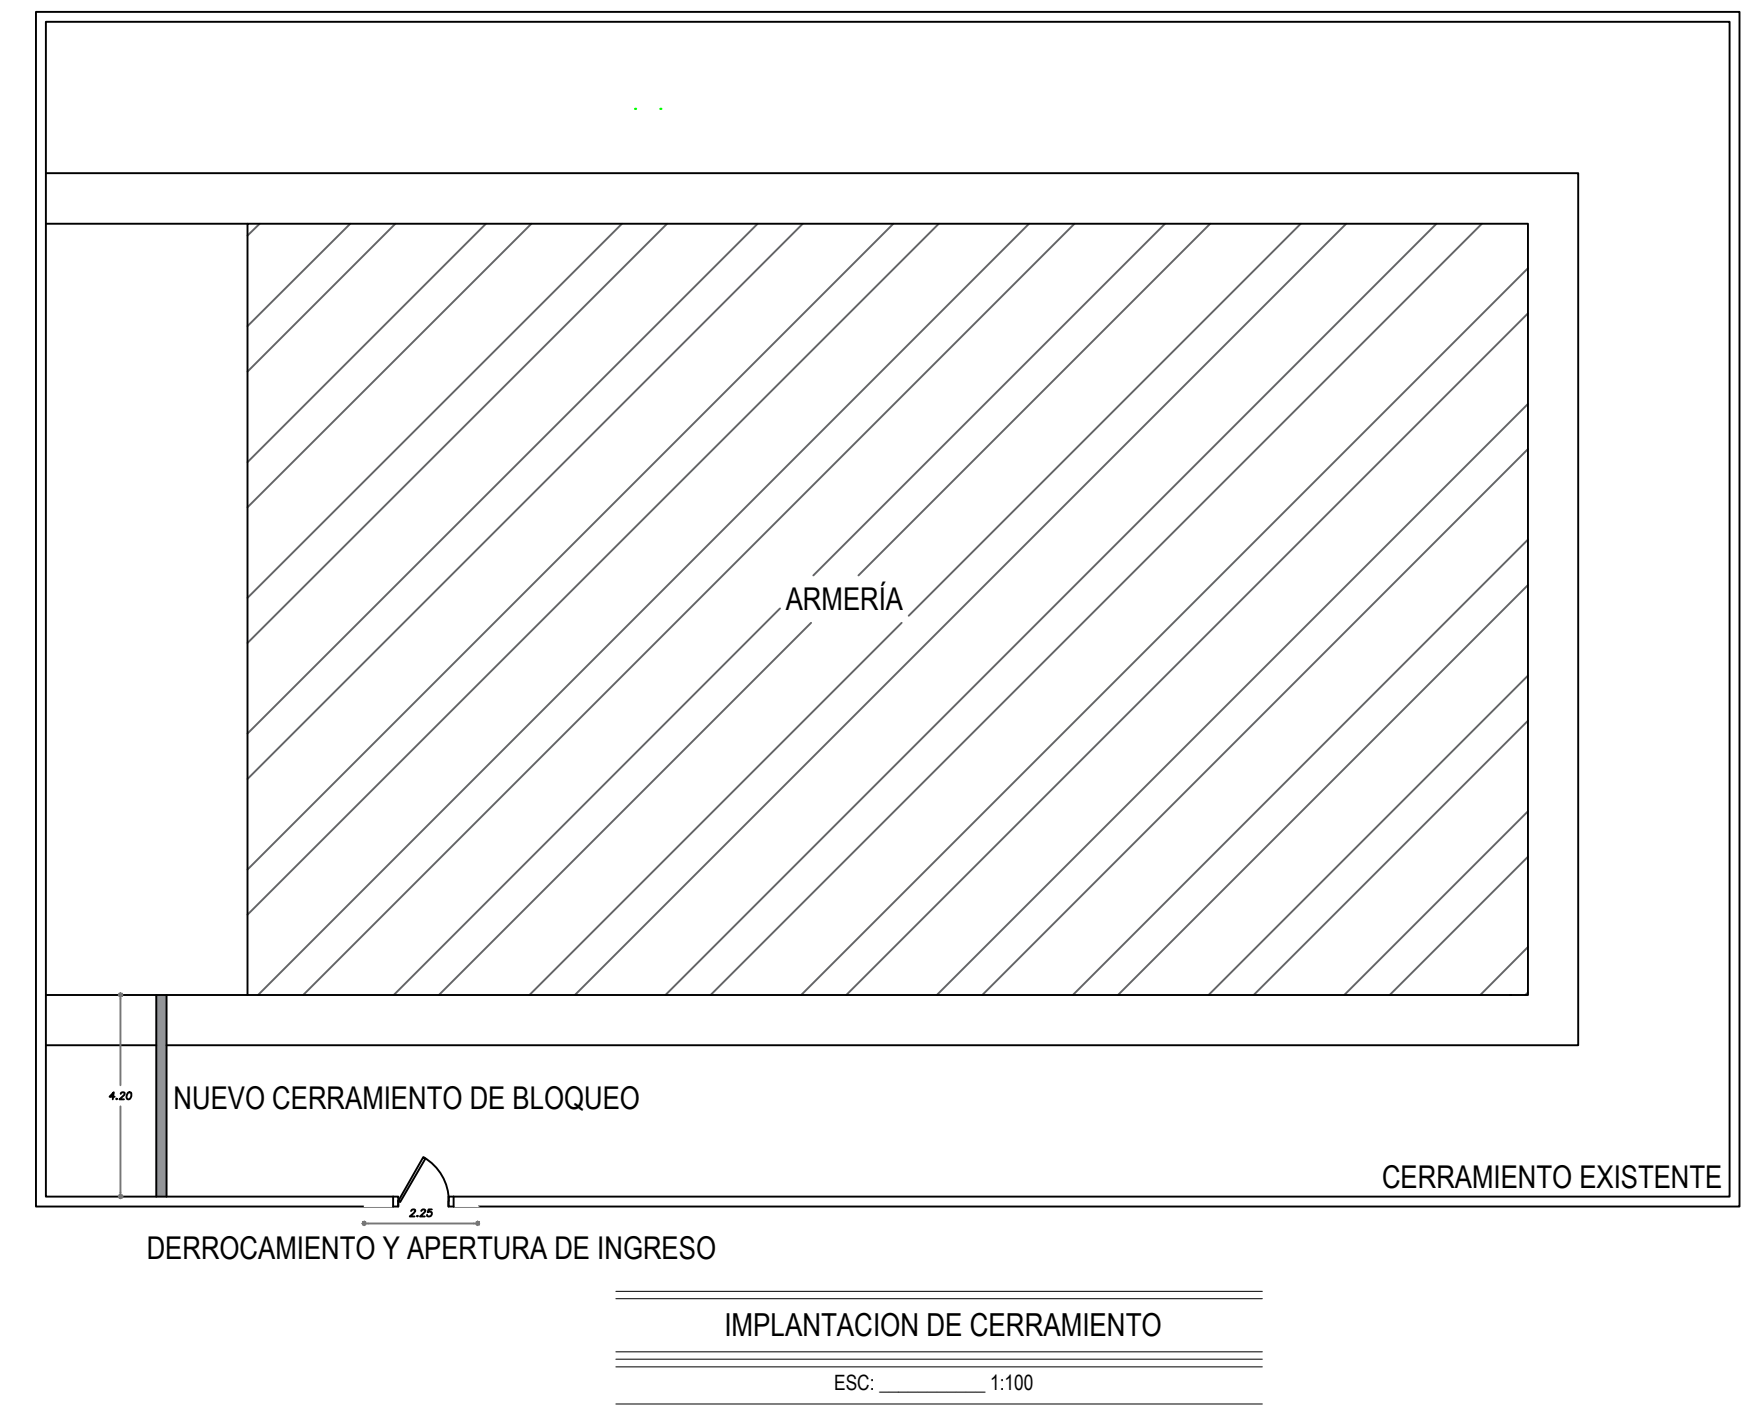 ARMERÍA
4.20
NUEVO CERRAMIENTO DE BLOQUEO
CERRAMIENTO EXISTENTE
2.25
DERROCAMIENTO Y APERTURA DE INGRESO
IMPLANTACION DE CERRAMIENTO
ESC: ___________ 1:100